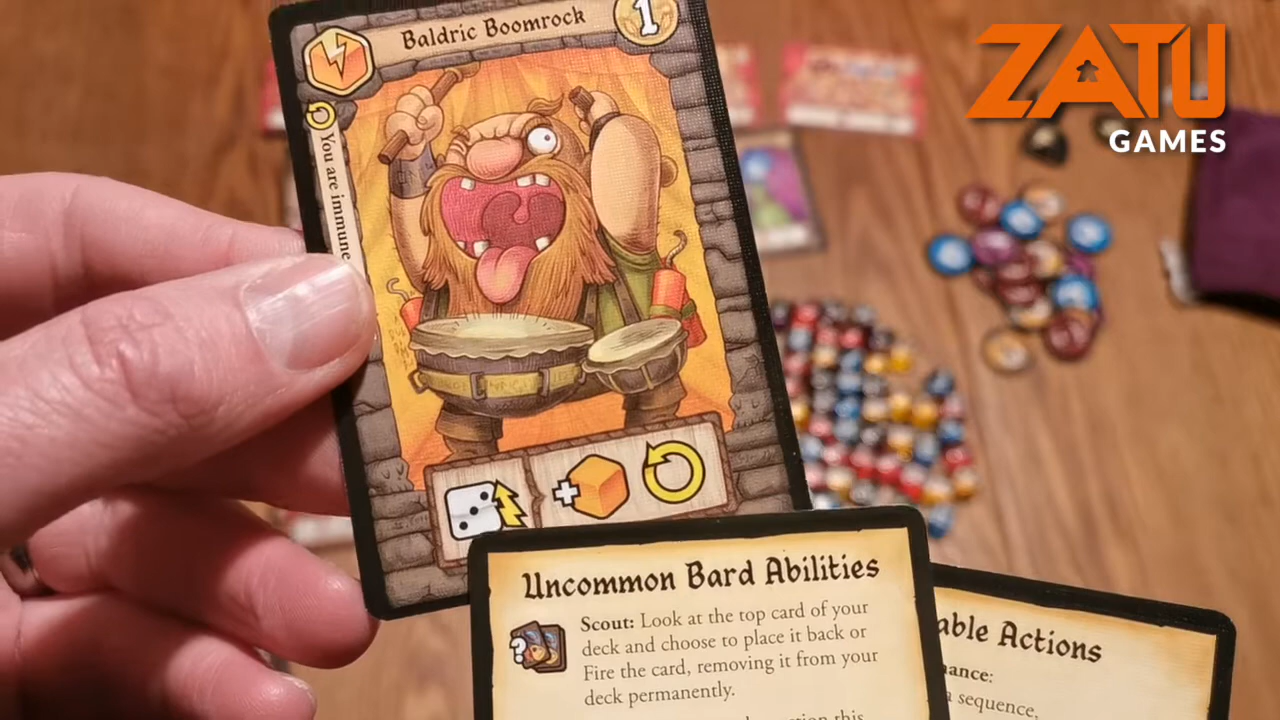 Baldric Boomrock
1
You are immune
ZATU
GAMES
Uncommon Bard Abilities
Scout: Look at the top card of your
deck and choose to place it back or
Fire the card, removing it from your
deck permanently.
this
able Actions
nance:
a sequence,